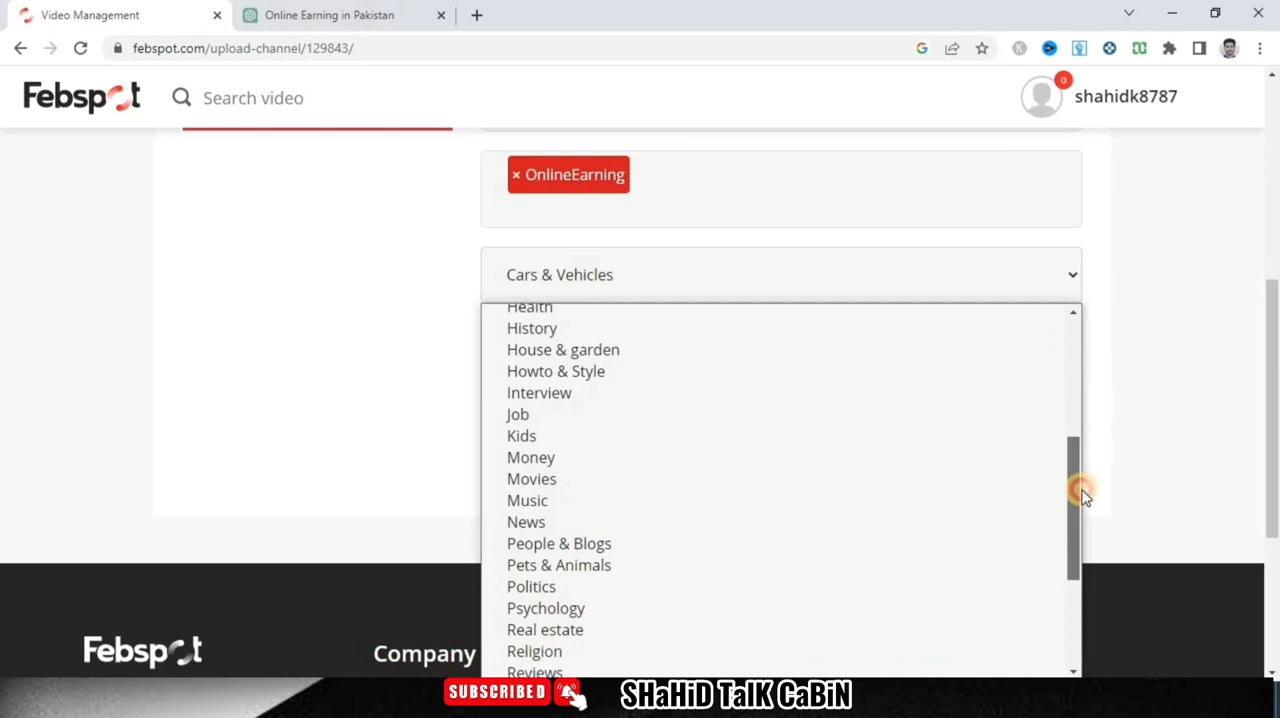 Video Management
Online Earning in Pakistan
febspot.com/upload-channel/129843/
Febspot
Search video
0
shahidk8787
× OnlineEarning
Cars & Vehicles
Health
History
House & garden
Howto & Style
Interview
Job
Kids
Money
Movies
Music
News
People & Blogs
Pets & Animals
Politics
Psychology
Real estate
Religion
Reviews
Febspot
Company
SUBSCRIBED
SHaHiD TalK CaBiN